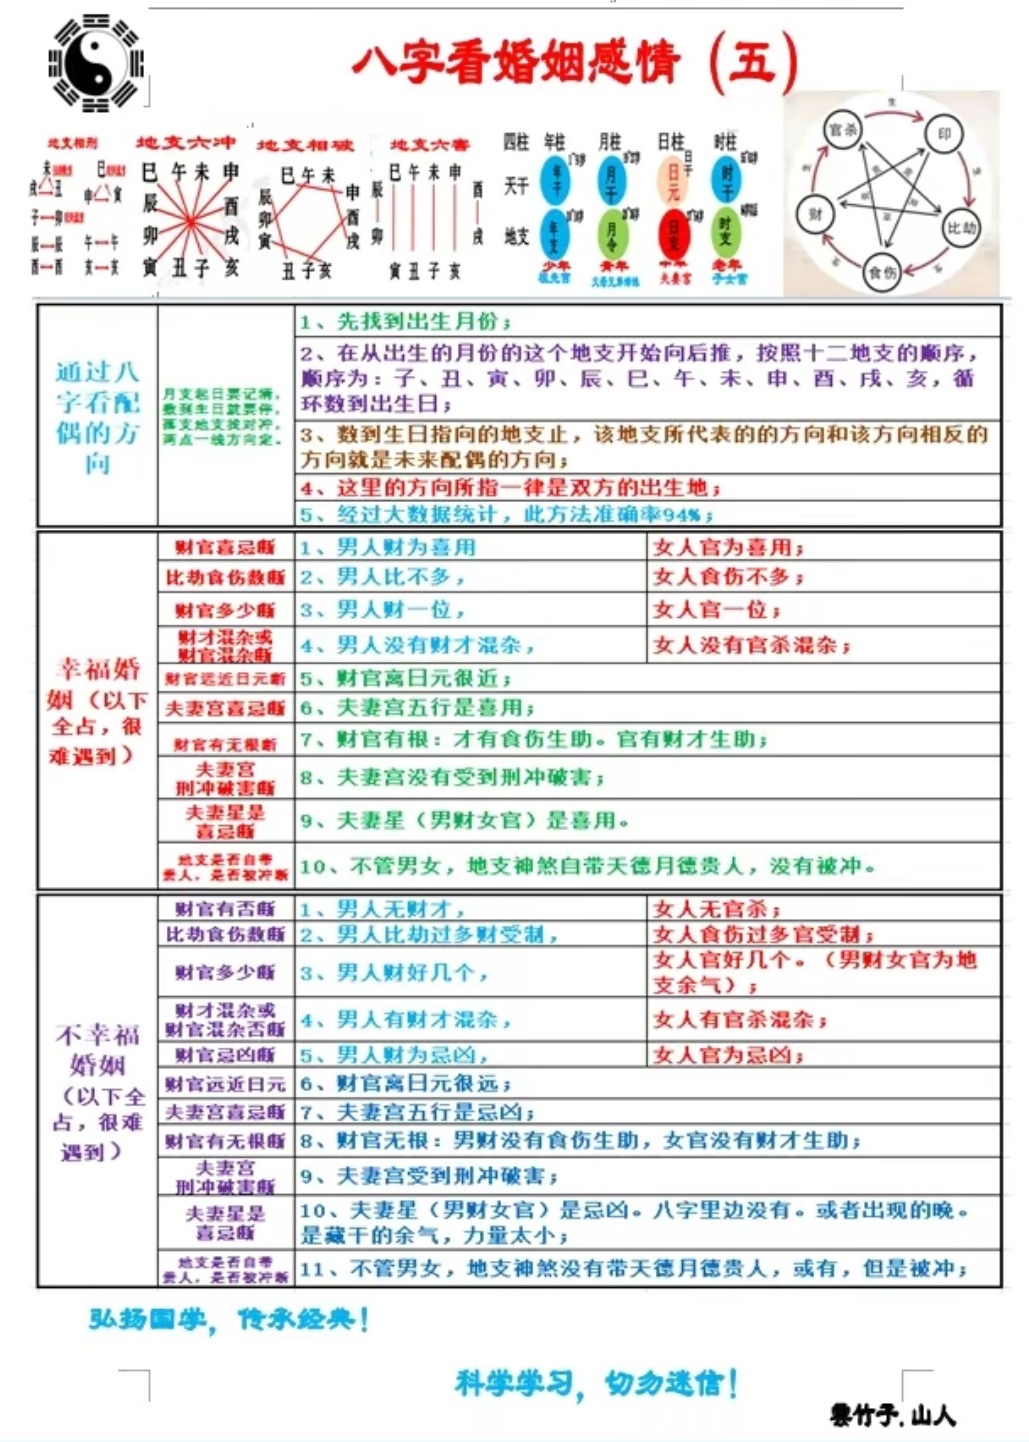 八字看婚姻感情（五）
地支相刑
地支六冲
地支相破
地支六害
四柱 年柱 月柱 日柱 时柱
天干 年干 月干 日元 时干
地支 年支 月令 日支 时支
少年 青年 中年 老年
祖先宫 夫妻宫 子女宫
巳 午 未 申
辰 酉
卯 戌
寅 丑 子 亥
巳 午 未
辰 申
卯 酉
寅 戌
丑 子 亥
巳 午 未 申
辰 酉
卯 戌
寅 丑 子 亥
官杀
生
印
财
比劫
食伤
通过八字看配偶的方向
月支起日要记清，
数到生日就要停，
落支地支找对冲，
两点一线方向定。
1、先找到出生月份；
2、在从出生的月份的这个地支开始向后推，按照十二地支的顺序，
顺序为：子、丑、寅、卯、辰、巳、午、未、申、酉、戌、亥，循
环数到出生日；
3、数到生日指向的地支止，该地支所代表的的方向和该方向相反的
方向就是未来配偶的方向；
4、这里的方向所指一律是双方的出生地；
5、经过大数据统计，此方法准确率94%；
幸福婚
姻（以下
全占，很
难遇到）
财官喜忌断 1、男人财为喜用 女人官为喜用；
比劫食伤数断 2、男人比不多， 女人食伤不多；
财官多少断 3、男人财一位， 女人官一位；
财才混杂或
财官混杂断 4、男人没有财才混杂， 女人没有官杀混杂；
财官远近日元断 5、财官离日元很近；
夫妻宫喜忌断 6、夫妻宫五行是喜用；
财官有无根断 7、财官有根：才有食伤生助。官有财才生助；
夫妻宫
刑冲破害断 8、夫妻宫没有受到刑冲破害；
夫妻星是
喜忌断 9、夫妻星（男财女官）是喜用。
地支是否自带
贵人，是否被冲断 10、不管男女，地支神煞自带天德月德贵人，没有被冲。
不幸福
婚姻
（以下全
占，很难
遇到）
财官有否断 1、男人无财才， 女人无官杀；
比劫食伤数断 2、男人比劫过多财受制， 女人食伤过多官受制；
财官多少断 3、男人财好几个， 女人官好几个。（男财女官为地
支余气）；
财才混杂或
财官混杂否断 4、男人有财才混杂， 女人有官杀混杂；
财官忌凶断 5、男人财为忌凶， 女人官为忌凶；
财官远近日元 6、财官离日元很远；
夫妻宫喜忌断 7、夫妻宫五行是忌凶；
财官有无根断 8、财官无根：男财没有食伤生助，女官没有财才生助；
夫妻宫
刑冲破害断 9、夫妻宫受到刑冲破害；
夫妻星是
喜忌断 10、夫妻星（男财女官）是忌凶。八字里边没有。或者出现的晚。
是藏干的余气，力量太小；
地支是否自带
贵人，是否被冲断 11、不管男女，地支神煞没有带天德月德贵人，或有，但是被冲；
弘扬国学，传承经典！
科学学习，切勿迷信！
云竹子.山人